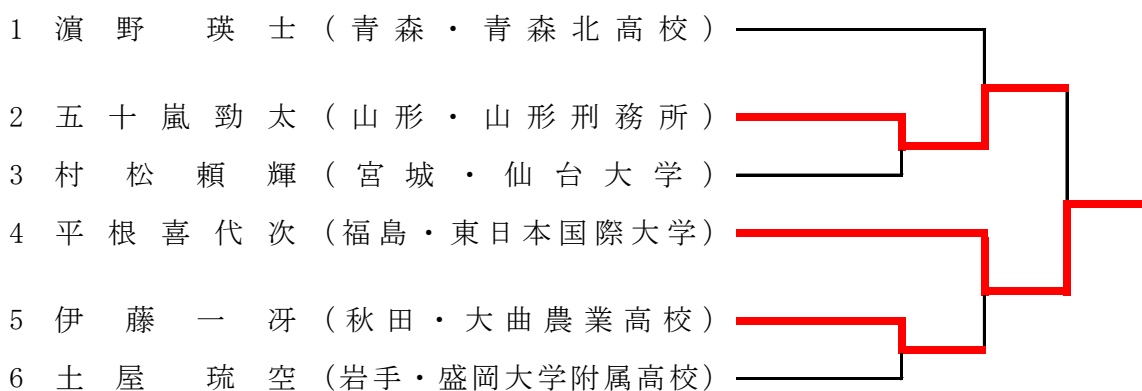 1 濵野 瑛士（青森・青森北高校）
2 五十嵐勁太（山形・山形刑務所）
3 村松頼輝（宮城・仙台大学）
4 平根喜代次（福島・東日本国際大学）
5 伊藤一冴（秋田・大曲農業高校）
6 土屋 琉空（岩手・盛岡大学附属高校）